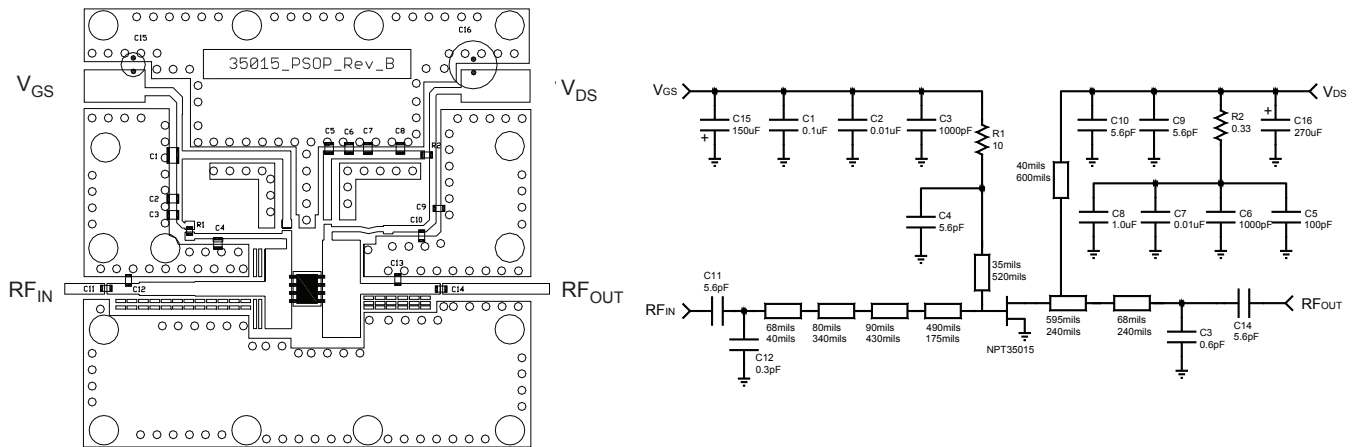 C15
C16
35015_PSOP_Rev_B
VGS
VDS
C5 C6 C7 C8
C1
R2
C2
C3
C9
R1
C4
C10
C13
RFIN
C11
C12
C14
RFOUT
VGS
VDS
C15
150uF
+
C1
0.1uF
C2
0.01uF
C3
1000pF
R1
10
C10
5.6pF
C9
5.6pF
R2
0.33
+
C16
270uF
40mils
600mils
C4
5.6pF
C8
1.0uF
C7
0.01uF
C6
1000pF
C5
100pF
35mils
520mils
C11
5.6pF
RFIN
68mils
40mils
80mils
340mils
90mils
430mils
490mils
175mils
C12
0.3pF
NPT35015
595mils
240mils
68mils
240mils
C3
0.6pF
C14
5.6pF
RFOUT